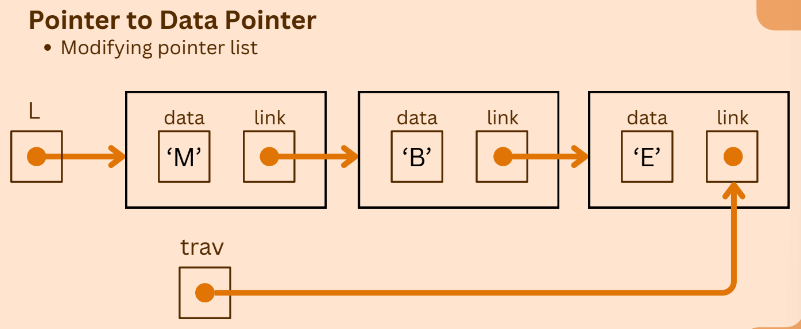 Pointer to Data Pointer
• Modifying pointer list
L
data link data link data link
‘M’ ‘B’ ‘E’
trav